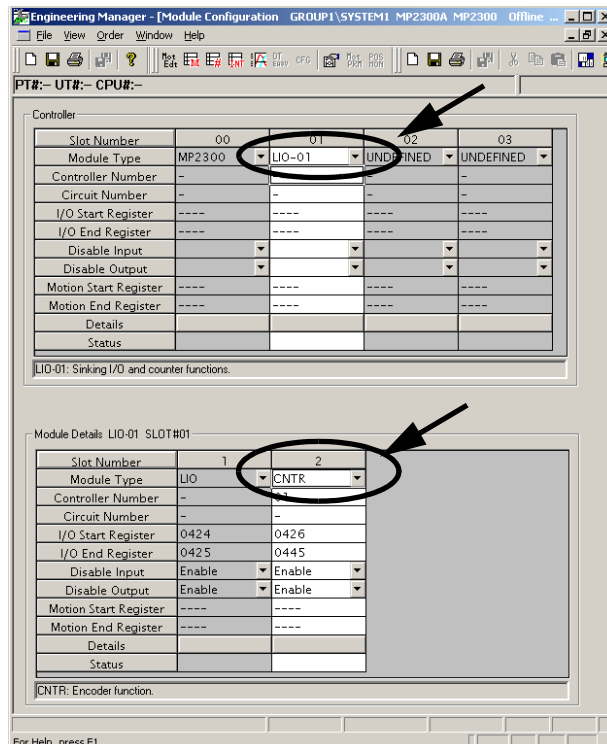 Engineering Manager - [Module Configuration GROUP1\SYSTEM1 MP2300A MP2300 Offline ...
File View Order Window Help
PT#:– UT#:– CPU#:–
Controller
Slot Number 00 01 02 03
Module Type MP2300 LIO-01 UNDEFINED UNDEFINED
Controller Number - - -
Circuit Number - - - -
I/O Start Register ---- ---- ---- ----
I/O End Register ---- ---- ---- ----
Disable Input
Disable Output
Motion Start Register ---- ---- ---- ----
Motion End Register ---- ---- ---- ----
Details
Status
LIO-01: Sinking I/O and counter functions.
Module Details LIO-01 SLOT#01
Slot Number 1 2
Module Type LIO CNTR
Controller Number - 01
Circuit Number - -
I/O Start Register 0424 0426
I/O End Register 0425 0445
Disable Input Enable Enable
Disable Output Enable Enable
Motion Start Register ---- ----
Motion End Register ---- ----
Details
Status
CNTR: Encoder function.
For Help, press F1